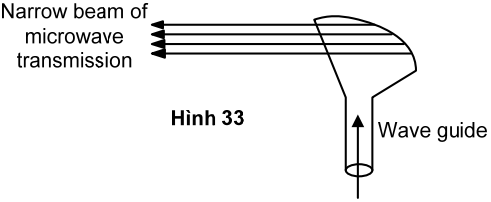 Narrow beam of
microwave
transmission
Hình 33
Wave guide